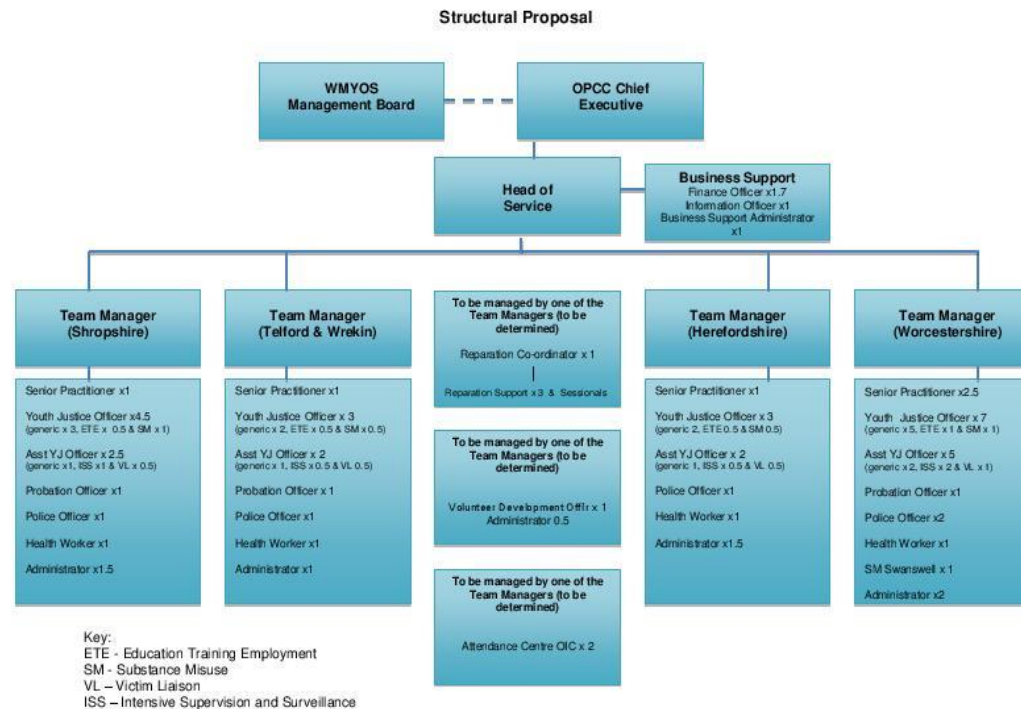 Structural Proposal
WMYOS
Management Board
OPCC Chief
Executive
Head of
Service
Business Support
Finance Officer x1.7
Information Officer x1
Business Support Administrator
x1
Team Manager
(Shropshire)
Senior Practitioner x1
Youth Justice Officer x4.5
(generic x 3, ETE x 0.5 & SM x 1)
Asst YJ Officer x 2.5
(generic x1, ISS x1 & VL x 0.5)
Probation Officer x1
Police Officer x1
Health Worker x1
Administrator x1.5
Team Manager
(Telford & Wrekin)
Senior Practitioner x1
Youth Justice Officer x 3
(generic x 2, ETE x 0.5 & SM x 0.5)
Asst YJ Officer x 2
(generic x 1, ISS x 0.5 & VL 0.5)
Probation Officer x 1
Police Officer x1
Health Worker x1
Administrator x1
To be managed by one of the
Team Managers (to be
determined)
Reparation Co-ordinator x 1
Reparation Support x 3 & Sessionals
To be managed by one of the
Team Managers (to be
determined)
Volunteer Development Offir x 1
Administrator 0.5
To be managed by one of the
Team Managers (to be
determined)
Attendance Centre OIC x 2
Team Manager
(Herefordshire)
Senior Practitioner x1
Youth Justice Officer x 3
(generic 2, ETE 0.5 & SM 0.5)
Asst YJ Officer x 2
(generic 1, ISS x 0.5 & VL 0.5)
Police Officer x1
Health Worker x1
Administrator x1.5
Team Manager
(Worcestershire)
Senior Practitioner x2.5
Youth Justice Officer x 7
(generic x 5, ETE x 1 & SM x 1)
Asst YJ Officer x 5
(generic x 2, ISS x 2 & VL x 1)
Probation Officer x1
Police Officer x2
Health Worker x1
SM Swanswell x 1
Administrator x2
Key:
ETE - Education Training Employment
SM - Substance Misuse
VL – Victim Liaison
ISS – Intensive Supervision and Surveillance